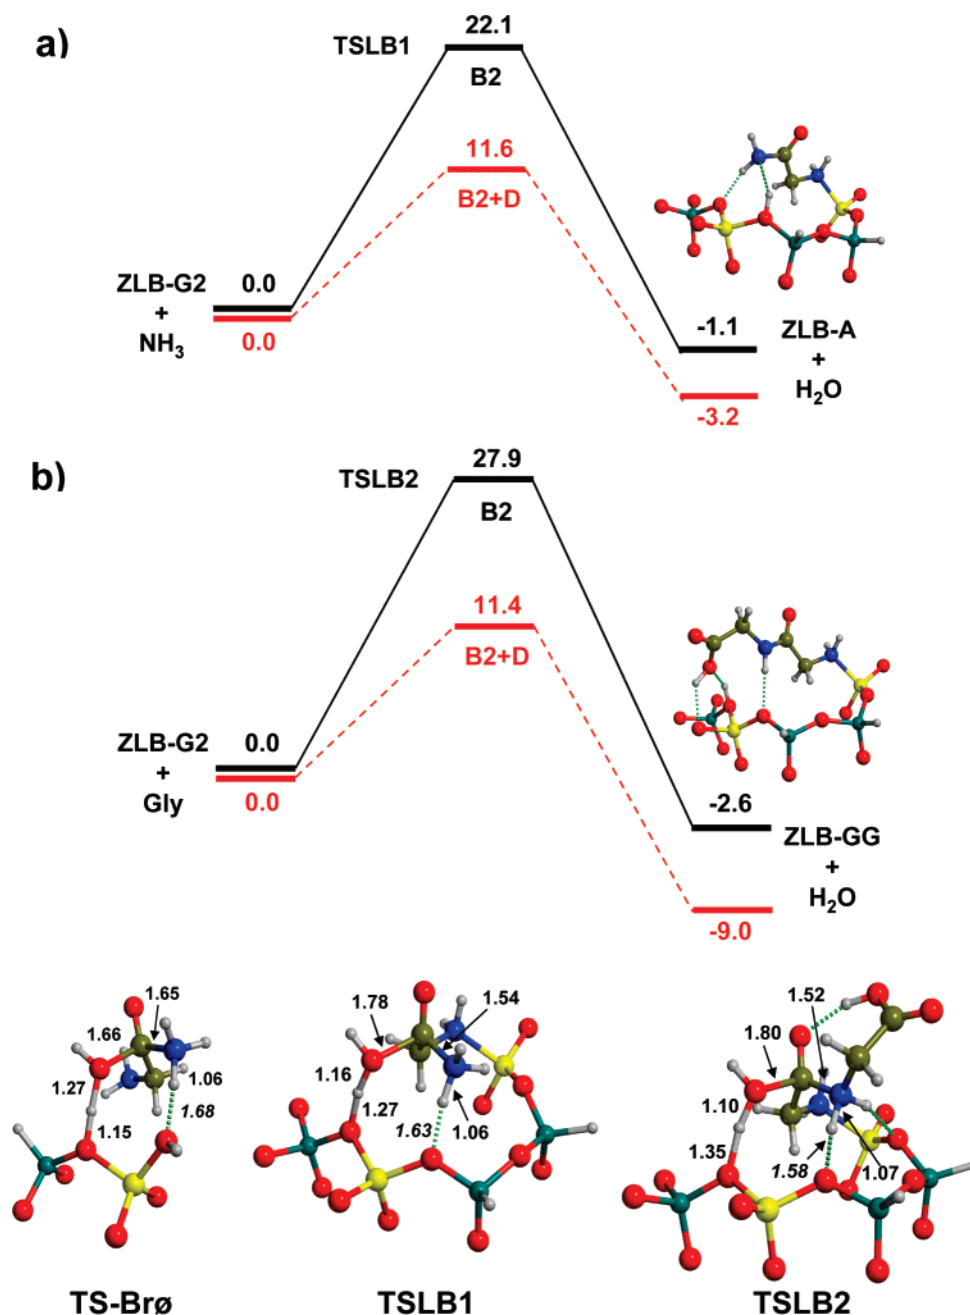 a)
TSLB1
22.1
B2
11.6
B2+D
ZLB-G2
+
NH3
0.0
0.0
-1.1
-3.2
ZLB-A
+
H2O
b)
TSLB2
27.9
B2
11.4
B2+D
ZLB-G2
+
Gly
0.0
0.0
-2.6
-9.0
ZLB-GG
+
H2O
1.65
1.66
1.27
1.06
1.68
1.15
TS-Brø
1.78
1.54
1.16
1.27
1.63
1.06
TSLB1
1.52
1.80
1.10
1.35
1.58
1.07
TSLB2